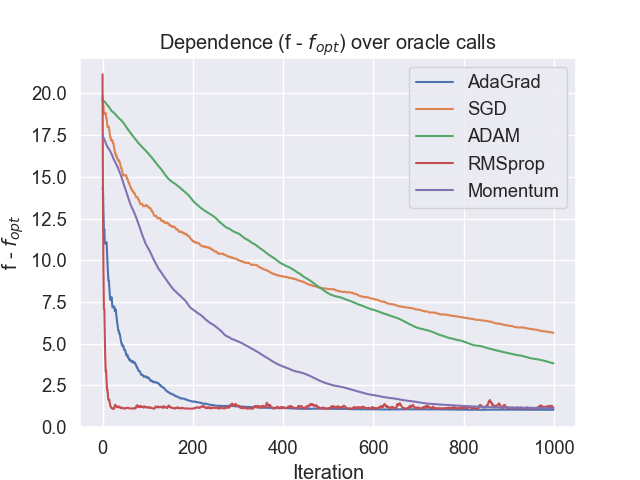 Dependence (f - f_opt) over oracle calls
f - f_opt
20.0
17.5
15.0
12.5
10.0
7.5
5.0
2.5
0.0
0 200 400 600 800 1000
Iteration
AdaGrad
SGD
ADAM
RMSprop
Momentum